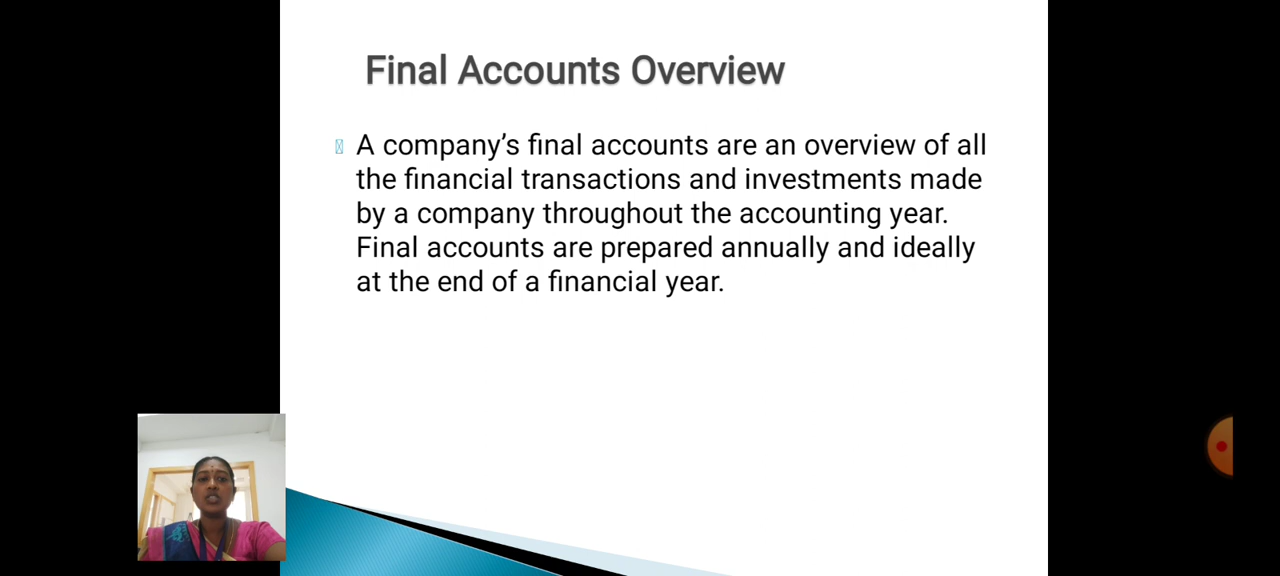 Final Accounts Overview
A company’s final accounts are an overview of all
the financial transactions and investments made
by a company throughout the accounting year.
Final accounts are prepared annually and ideally
at the end of a financial year.